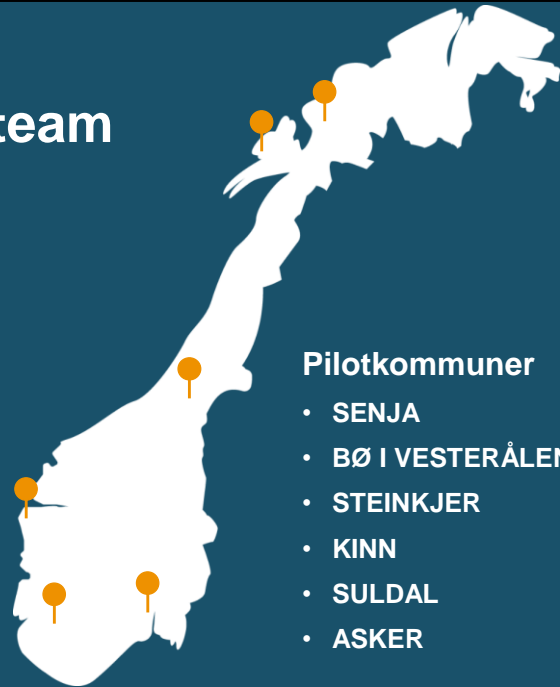 team
Pilotkommuner
• SENJA
• BØ I VESTERÅLEN
• STEINKJER
• KINN
• SULDAL
• ASKER